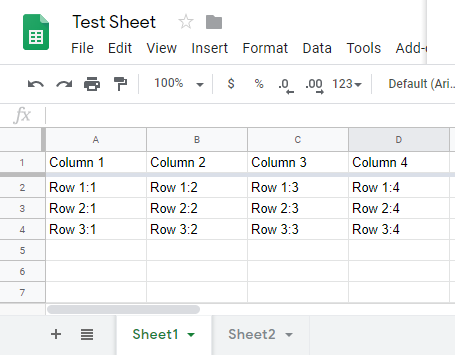 Test Sheet
File Edit View Insert Format Data Tools Add-
100% $ % .0 .00 123 Default (Ari...
fx
A B C D
1 Column 1 Column 2 Column 3 Column 4
2 Row 1:1 Row 1:2 Row 1:3 Row 1:4
3 Row 2:1 Row 2:2 Row 2:3 Row 2:4
4 Row 3:1 Row 3:2 Row 3:3 Row 3:4
5
6
7
+ Sheet1 Sheet2